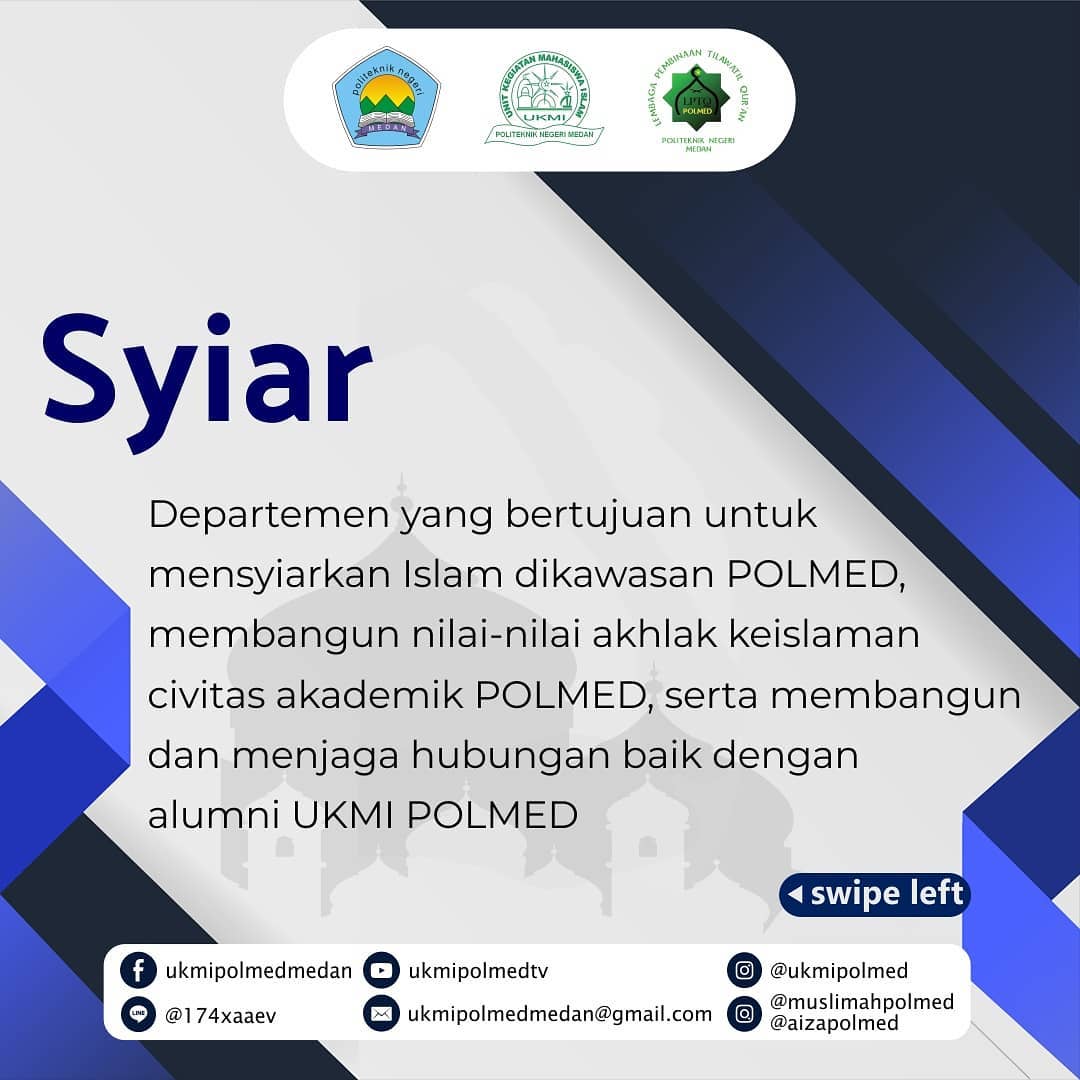 politeknik negeri
MEDAN
UNIT KEGIATAN MAHASISWA ISLAM
UKMI
POLITEKNIK NEGERI MEDAN
LEMBAGA PEMBINAAN TILAWATIL QUR'AN
LPTQ
POLMED
POLITEKNIK NEGERI
MEDAN
Syiar
Departemen yang bertujuan untuk
mensyiarkan Islam dikawasan POLMED,
membangun nilai-nilai akhlak keislaman
civitas akademik POLMED, serta membangun
dan menjaga hubungan baik dengan
alumni UKMI POLMED
swipe left
ukmipolmedmedan
ukmipolmedtv
@ukmipolmed
LINE
@174xaaev
ukmipolmedmedan@gmail.com
@muslimahpolmed
@aizapolmed